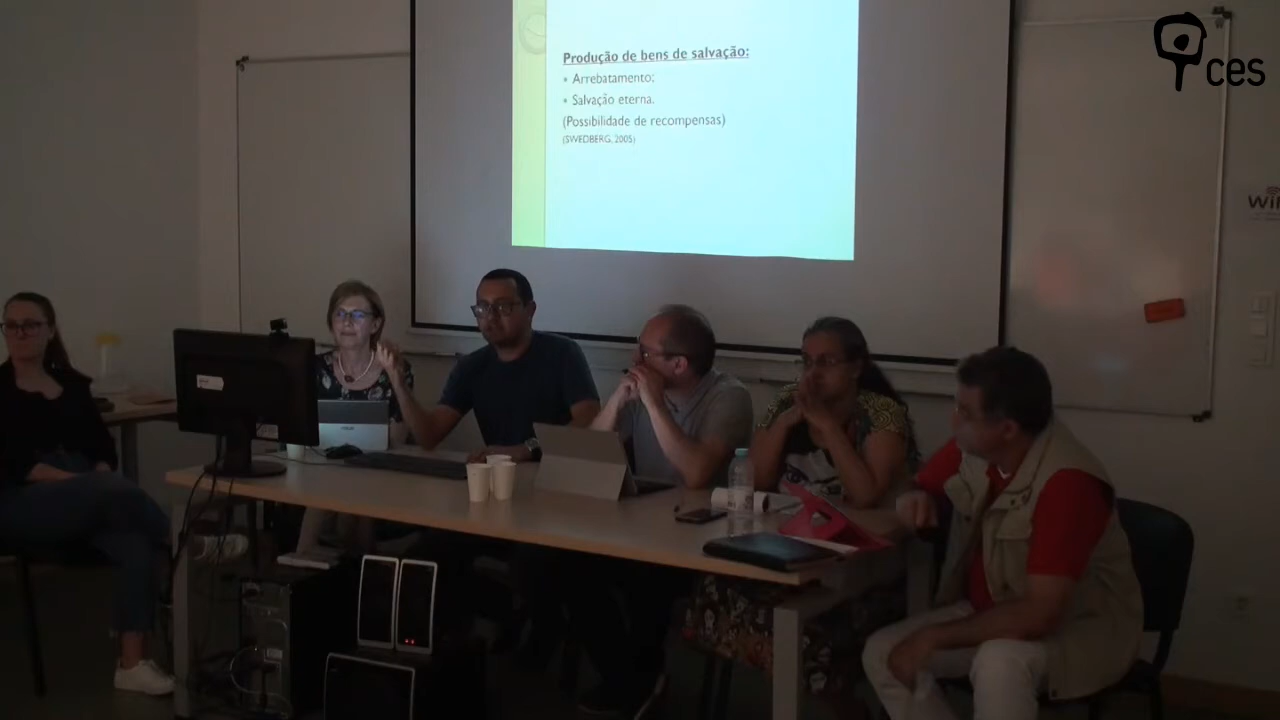 Produção de bens de salvação:
• Arrebatamento;
• Salvação eterna.
(Possibilidade de recompensas)
(SWEDBERG, 2005)
ces